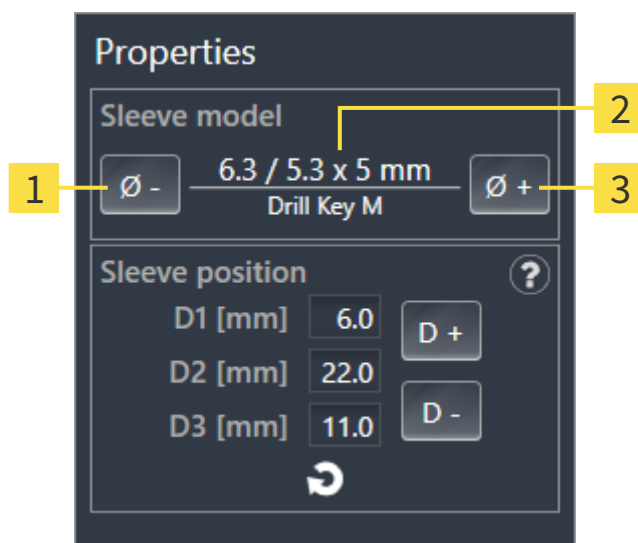 Properties
Sleeve model
2
1
Ø -
6.3 / 5.3 x 5 mm
Ø +
3
Drill Key M
Sleeve position
?
D1 [mm] 6.0
D +
D2 [mm] 22.0
D3 [mm] 11.0
D -